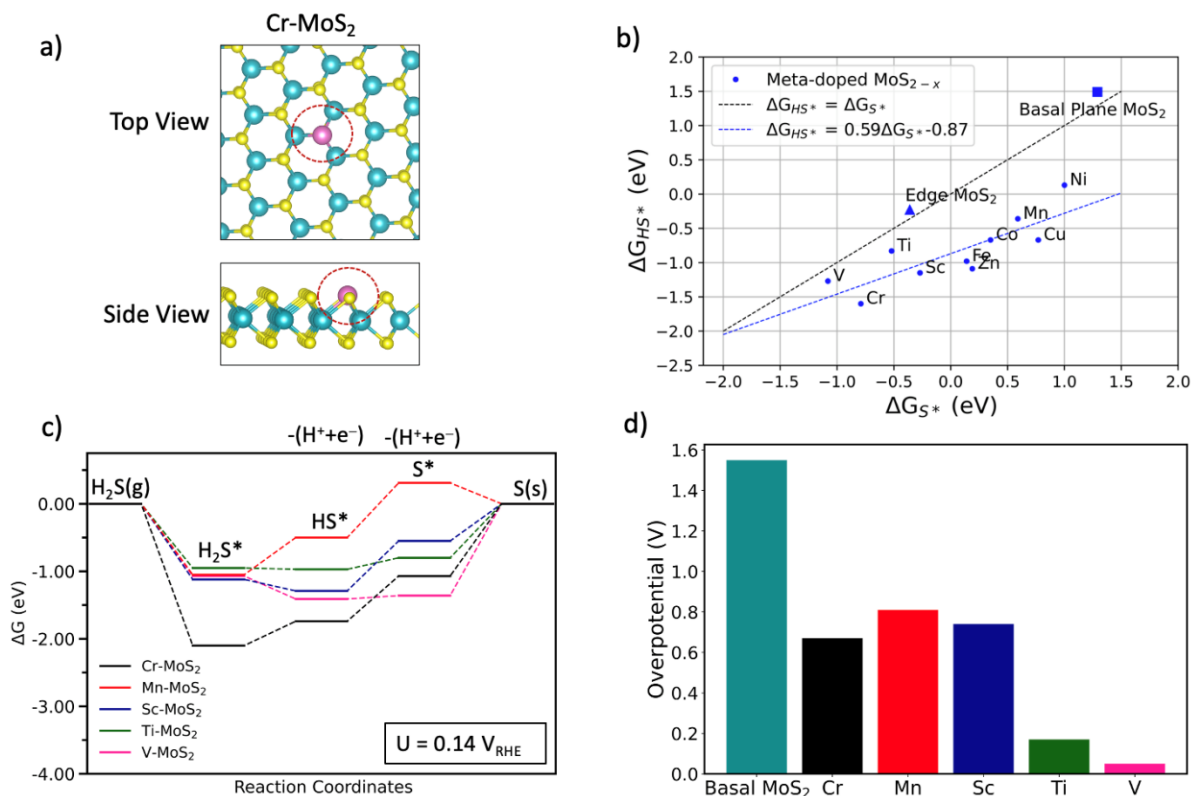 a)
Cr-MoS₂
Top View
Side View
b)
ΔG_HS* (eV)
2.0
1.5
1.0
0.5
0.0
−0.5
−1.0
−1.5
−2.0
−2.5
Meta-doped MoS₂₋ₓ
ΔG_HS* = ΔG_S*
ΔG_HS* = 0.59ΔG_S*-0.87
Basal Plane MoS₂
Edge MoS₂
Ni
Mn
Ti
Co
Cu
Fe
Zn
Sc
V
Cr
−2.0 −1.5 −1.0 −0.5 0.0 0.5 1.0 1.5 2.0
ΔG_S* (eV)
c)
-(H⁺+e⁻) -(H⁺+e⁻)
ΔG (eV)
0.00
-1.00
-2.00
-3.00
-4.00
H₂S(g)
H₂S*
HS*
S*
S(s)
Cr-MoS₂
Mn-MoS₂
Sc-MoS₂
Ti-MoS₂
V-MoS₂
U = 0.14 V_RHE
Reaction Coordinates
d)
Overpotential (V)
1.6
1.4
1.2
1.0
0.8
0.6
0.4
0.2
0.0
Basal MoS₂ Cr Mn Sc Ti V